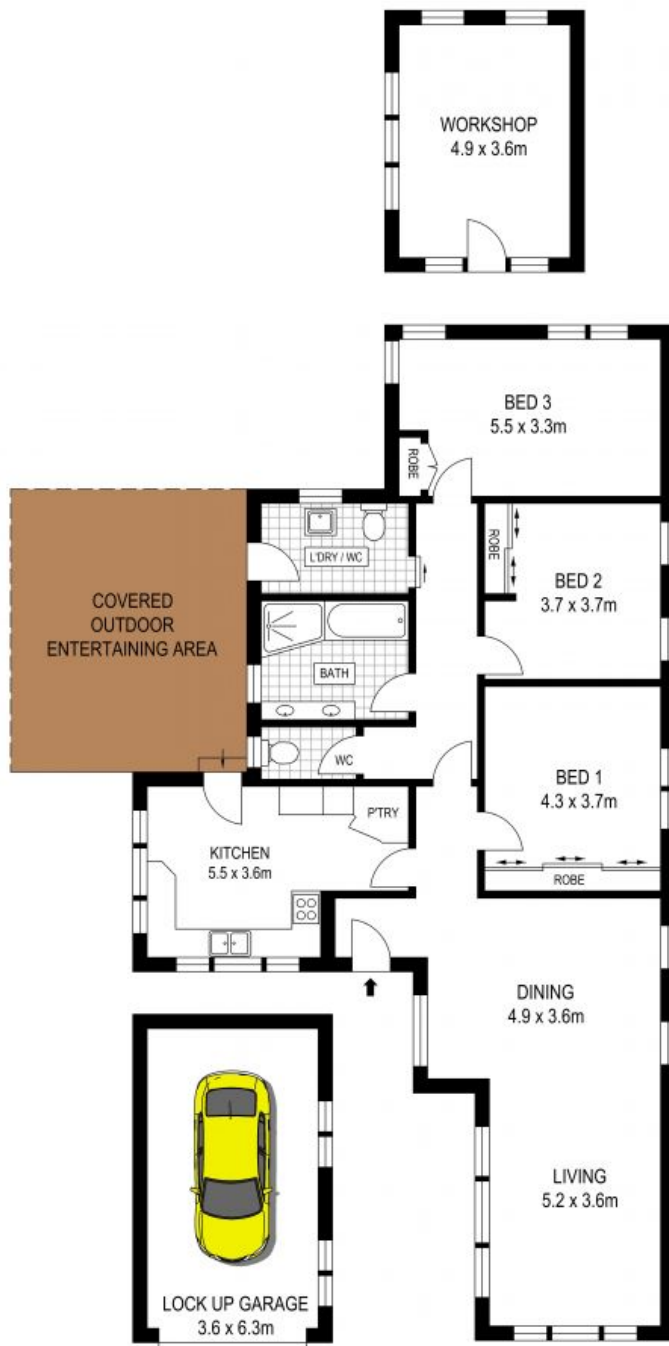 WORKSHOP
4.9 x 3.6m
BED 3
5.5 x 3.3m
ROBE
L'DRY / WC
ROBE
BED 2
3.7 x 3.7m
COVERED
OUTDOOR
ENTERTAINING AREA
BATH
WC
BED 1
4.3 x 3.7m
ROBE
P'TRY
KITCHEN
5.5 x 3.6m
DINING
4.9 x 3.6m
LIVING
5.2 x 3.6m
LOCK UP GARAGE
3.6 x 6.3m